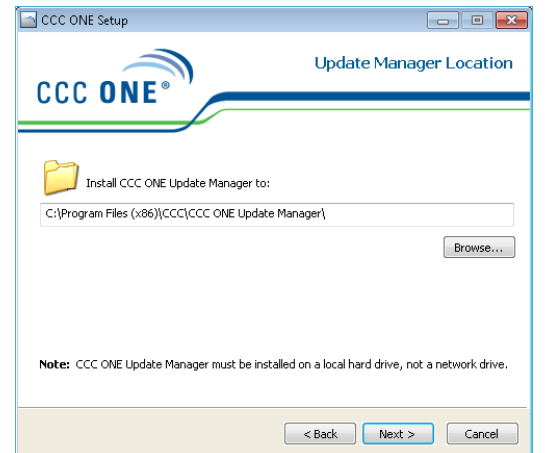 CCC ONE Setup
Update Manager Location
CCC ONE®
Install CCC ONE Update Manager to:
C:\Program Files (x86)\CCC\CCC ONE Update Manager\
Browse...
Note: CCC ONE Update Manager must be installed on a local hard drive, not a network drive.
< Back Next > Cancel